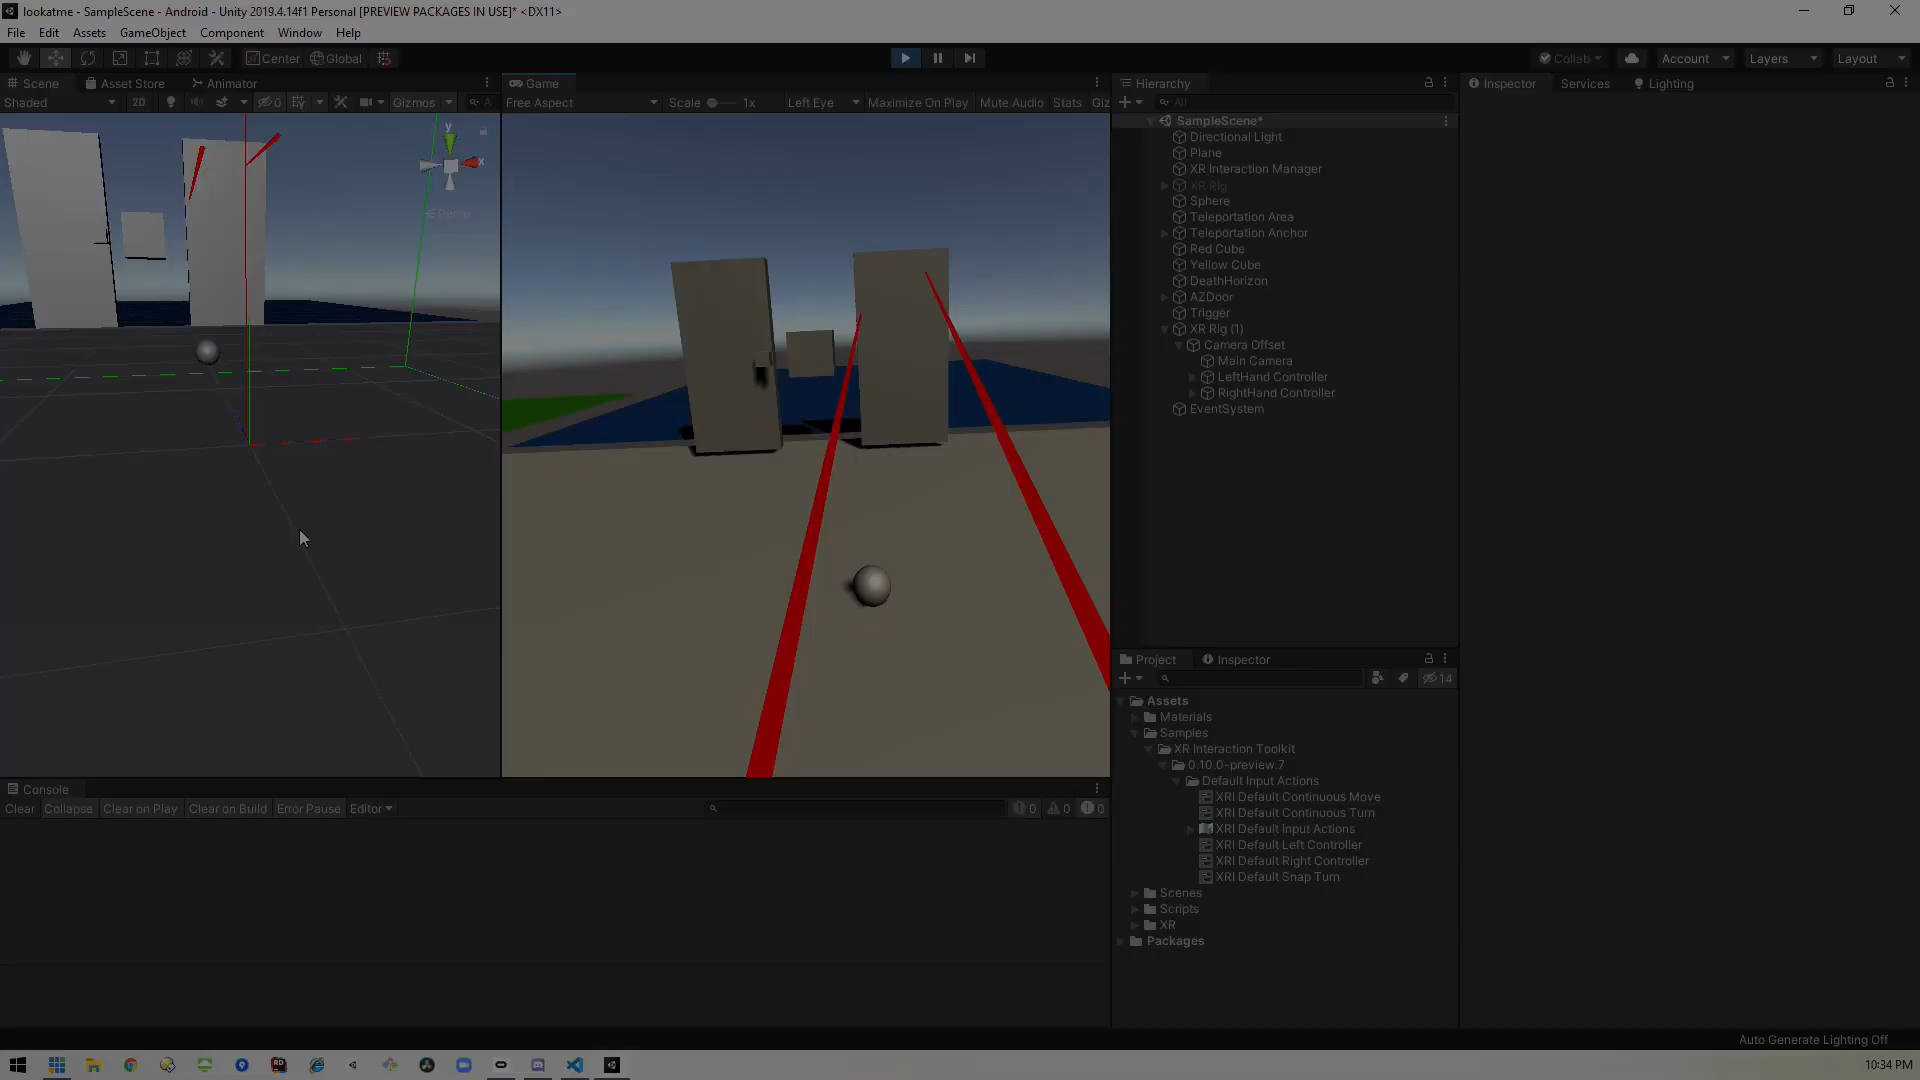 lookatme - SampleScene - Android - Unity 2019.4.14f1 Personal [PREVIEW PACKAGES IN USE]* <DX11>
File Edit Assets GameObject Component Window Help
Center Global Collab Account Layers Layout
Scene Asset Store Animator
Shaded 2D 0 Gizmos A
y
x
Persp
Game
Free Aspect Scale 1x Left Eye Maximize On Play Mute Audio Stats Giz
Hierarchy
All
SampleScene*
Directional Light
Plane
XR Interaction Manager
XR Rig
Sphere
Teleportation Area
Teleportation Anchor
Red Cube
Yellow Cube
DeathHorizon
AZDoor
Trigger
XR Rig (1)
Camera Offset
Main Camera
LeftHand Controller
RightHand Controller
EventSystem
Inspector Services Lighting
Project Inspector
14
Assets
Materials
Samples
XR Interaction Toolkit
0.10.0-preview.7
Default Input Actions
XRI Default Continuous Move
XRI Default Continuous Turn
XRI Default Input Actions
XRI Default Left Controller
XRI Default Right Controller
XRI Default Snap Turn
Scenes
Scripts
XR
Packages
Console
Clear Collapse Clear on Play Clear on Build Error Pause Editor 0 0 0
Auto Generate Lighting Off
10:34 PM